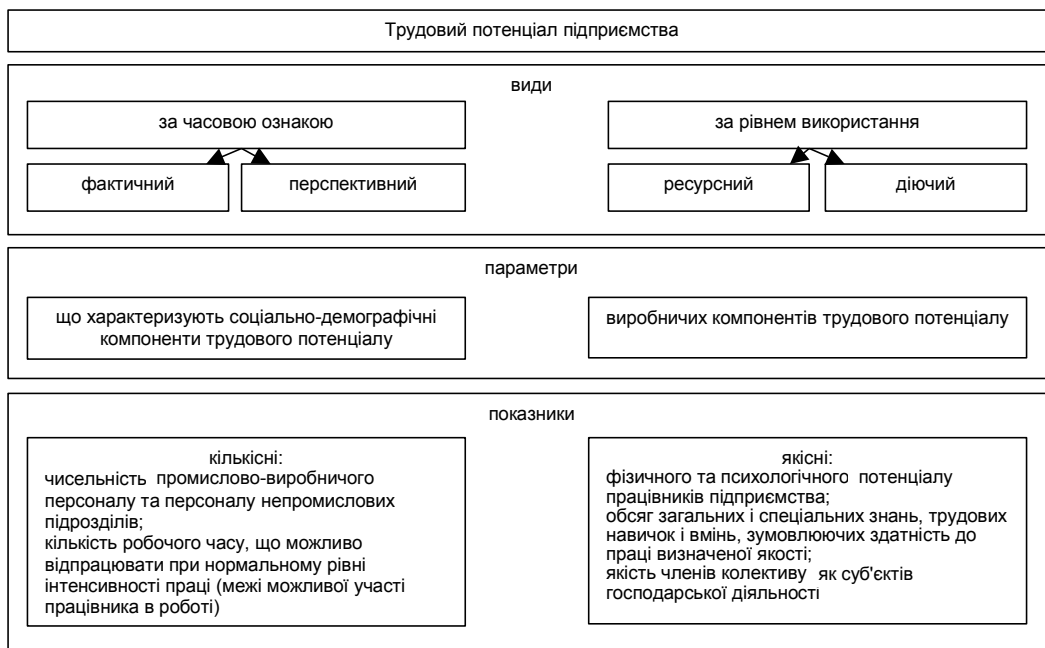 Трудовий потенціал підприємства
види
за часовою ознакою
за рівнем використання
фактичний
перспективний
ресурсний
діючий
параметри
що характеризують соціально-демографічні
компоненти трудового потенціалу
виробничих компонентів трудового потенціалу
показники
кількісні:
чисельність промислово-виробничого
персоналу та персоналу непромислових
підрозділів;
кількість робочого часу, що можливо
відпрацювати при нормальному рівні
інтенсивності праці (межі можливої участі
працівника в роботі)
якісні:
фізичного та психологічного потенціалу
працівників підприємства;
обсяг загальних і спеціальних знань, трудових
навичок і вмінь, зумовлюючих здатність до
праці визначеної якості;
якість членів колективу як суб'єктів
господарської діяльності